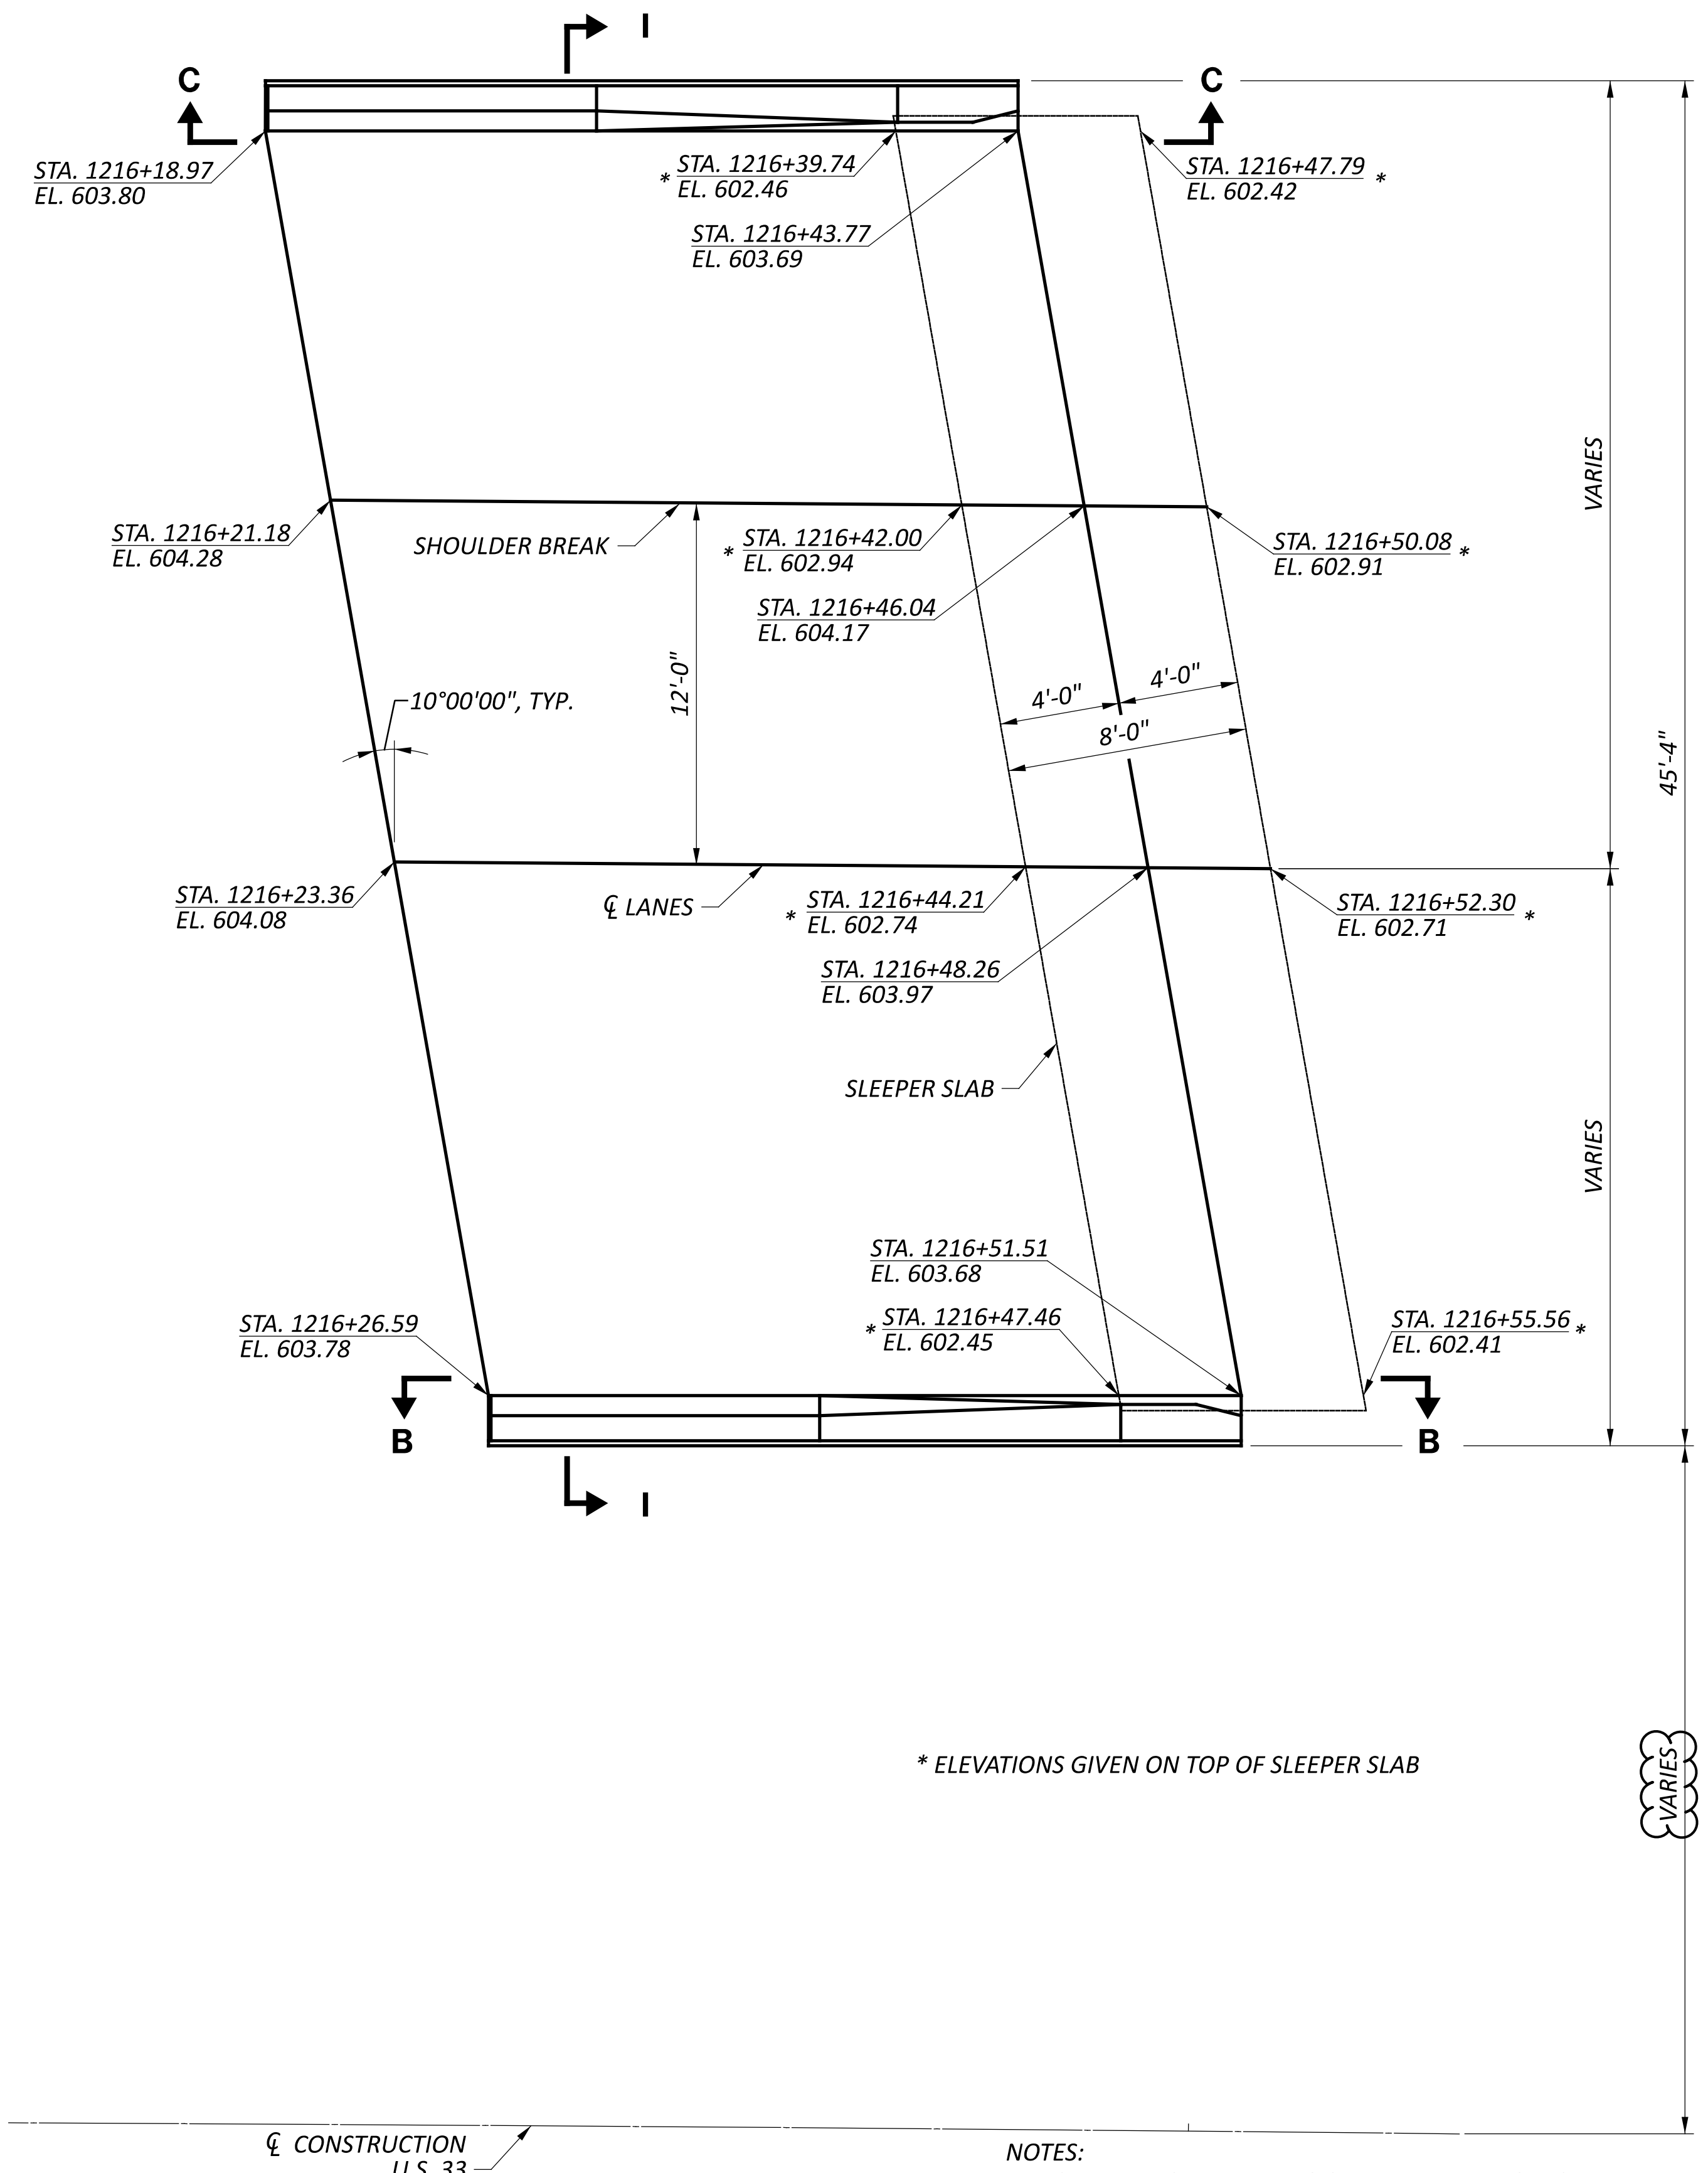 I
C
C
STA. 1216+18.97
EL. 603.80
* STA. 1216+39.74
EL. 602.46
STA. 1216+47.79 *
EL. 602.42
STA. 1216+43.77
EL. 603.69
VARIES
STA. 1216+21.18
EL. 604.28
SHOULDER BREAK
* STA. 1216+42.00
EL. 602.94
STA. 1216+50.08 *
EL. 602.91
STA. 1216+46.04
EL. 604.17
12'-0"
10°00'00", TYP.
4'-0"
4'-0"
8'-0"
45'-4"
STA. 1216+23.36
EL. 604.08
℄ LANES
* STA. 1216+44.21
EL. 602.74
STA. 1216+52.30 *
EL. 602.71
STA. 1216+48.26
EL. 603.97
SLEEPER SLAB
VARIES
STA. 1216+51.51
EL. 603.68
STA. 1216+26.59
EL. 603.78
* STA. 1216+47.46
EL. 602.45
STA. 1216+55.56 *
EL. 602.41
B
B
I
* ELEVATIONS GIVEN ON TOP OF SLEEPER SLAB
VARIES
℄ CONSTRUCTION
U.S. 33
NOTES: